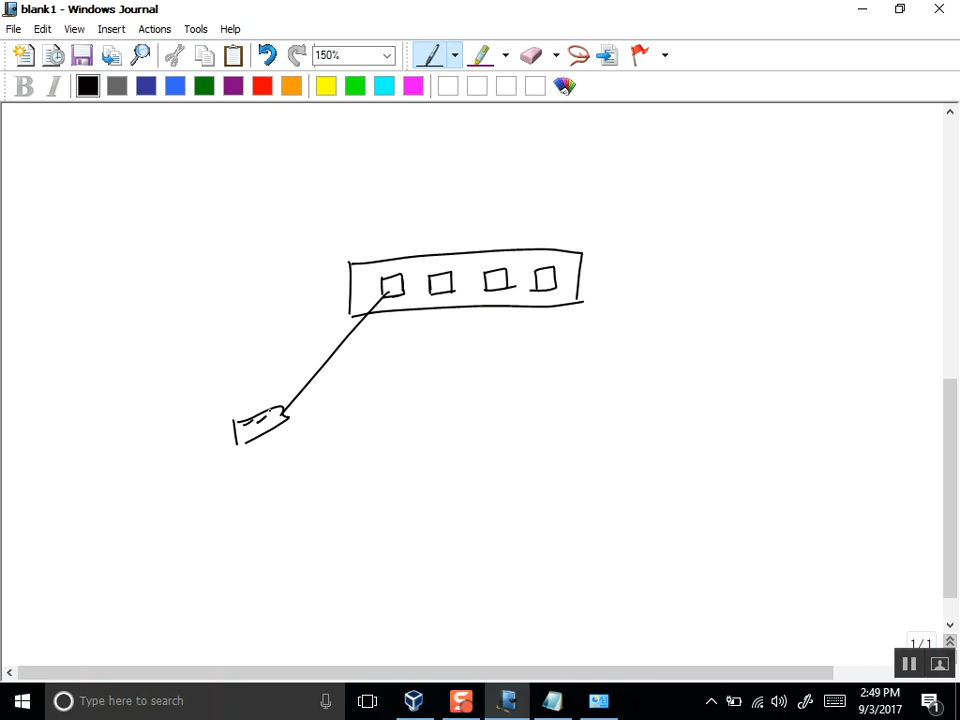 blank1 - Windows Journal
File Edit View Insert Actions Tools Help
150%
B I
1/1
Type here to search
2:49 PM
9/3/2017
1